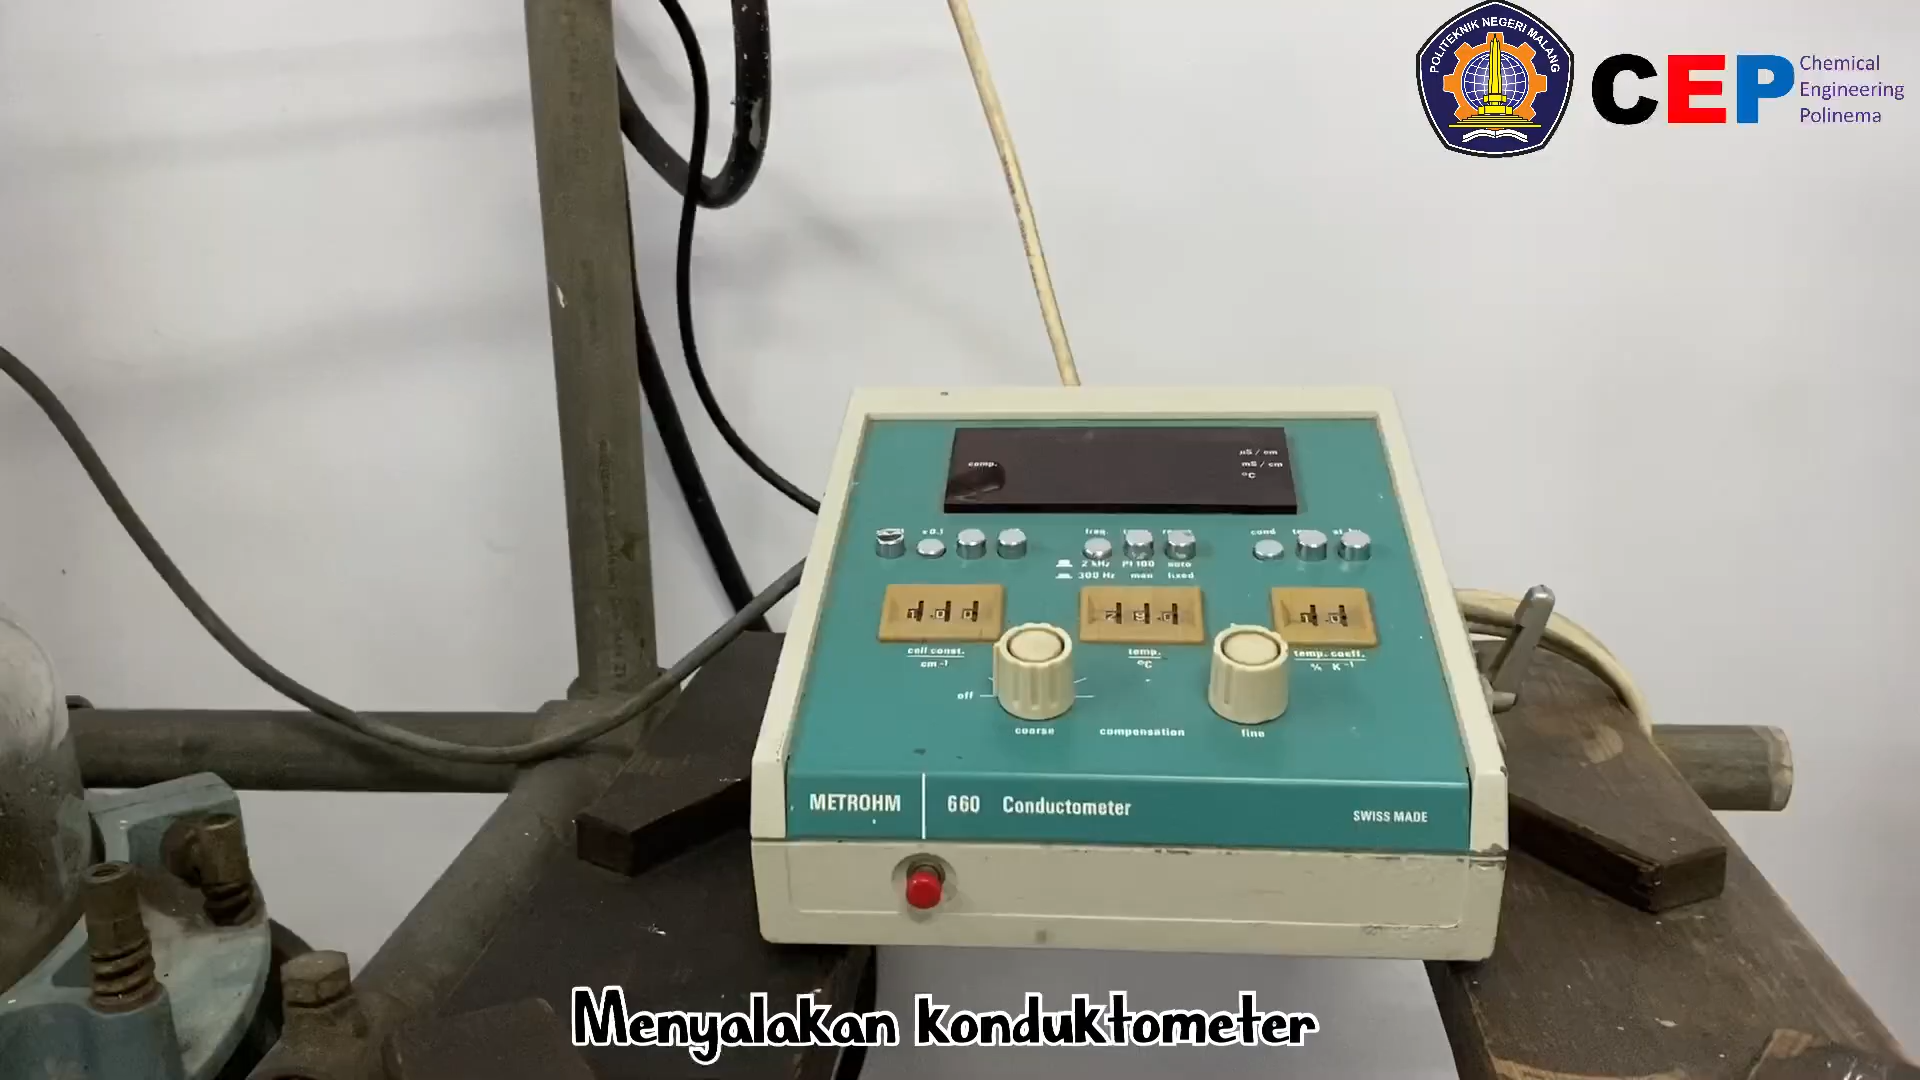 POLITEKNIK NEGERI MALANG
CEP
Chemical
Engineering
Polinema
comp.
µS / cm
mS / cm
°C
x 0.1
freq.
cond
2 kHz Pt 100 auto
300 Hz man fixed
cell const.
cm⁻¹
temp.
°C
temp. coeff.
% K⁻¹
off
coarse
compensation
fine
METROHM
660 Conductometer
SWISS MADE
Menyalakan konduktometer